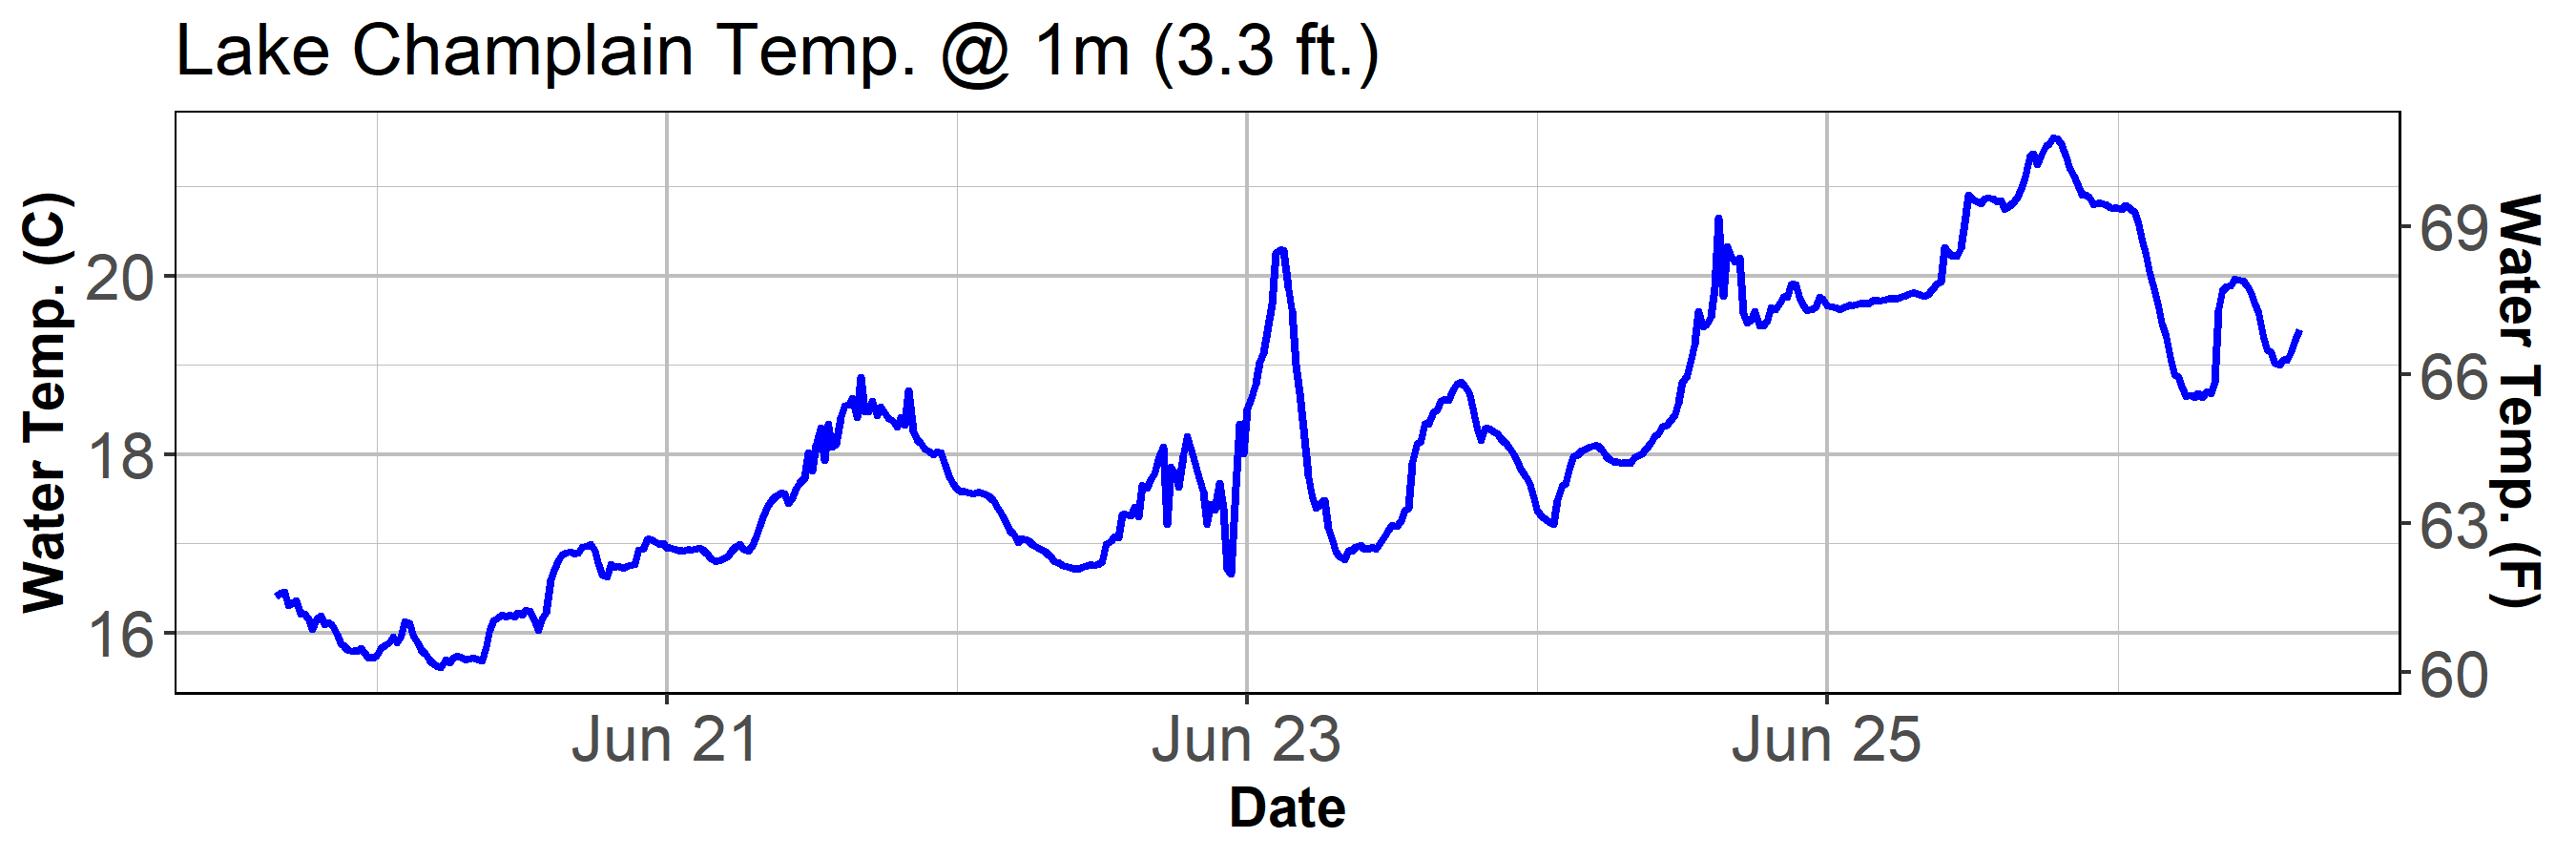 Lake Champlain Temp. @ 1m (3.3 ft.)
Water Temp. (C)
20
18
16
69
66
63
60
Water Temp. (F)
Jun 21
Jun 23
Jun 25
Date